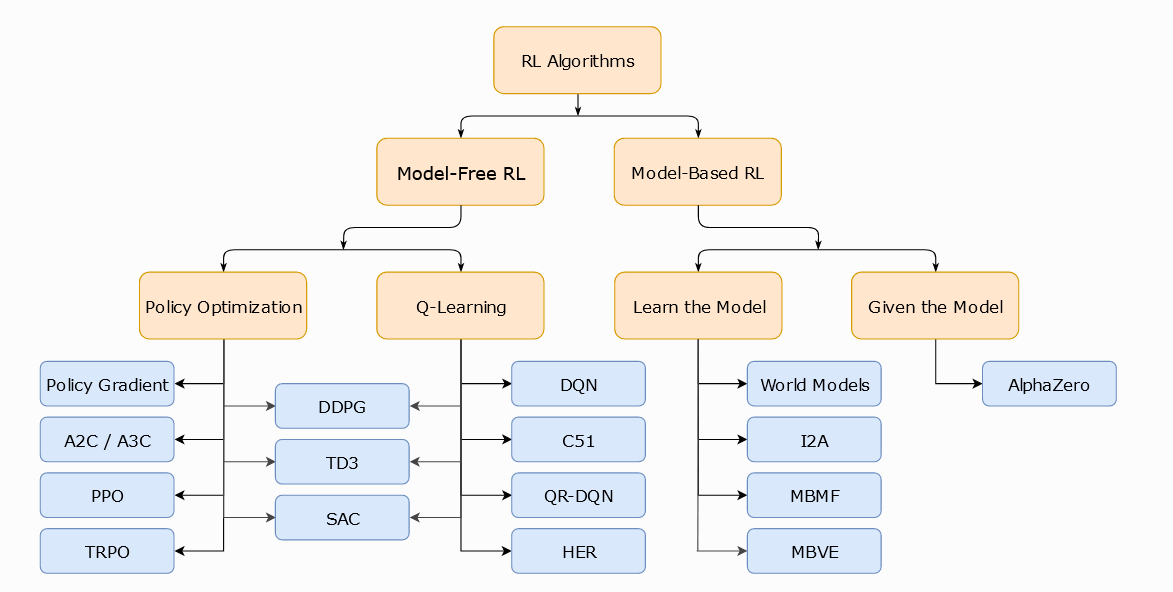 RL Algorithms
Model-Free RL
Model-Based RL
Policy Optimization
Q-Learning
Learn the Model
Given the Model
Policy Gradient
A2C / A3C
PPO
TRPO
DDPG
TD3
SAC
DQN
C51
QR-DQN
HER
World Models
I2A
MBMF
MBVE
AlphaZero